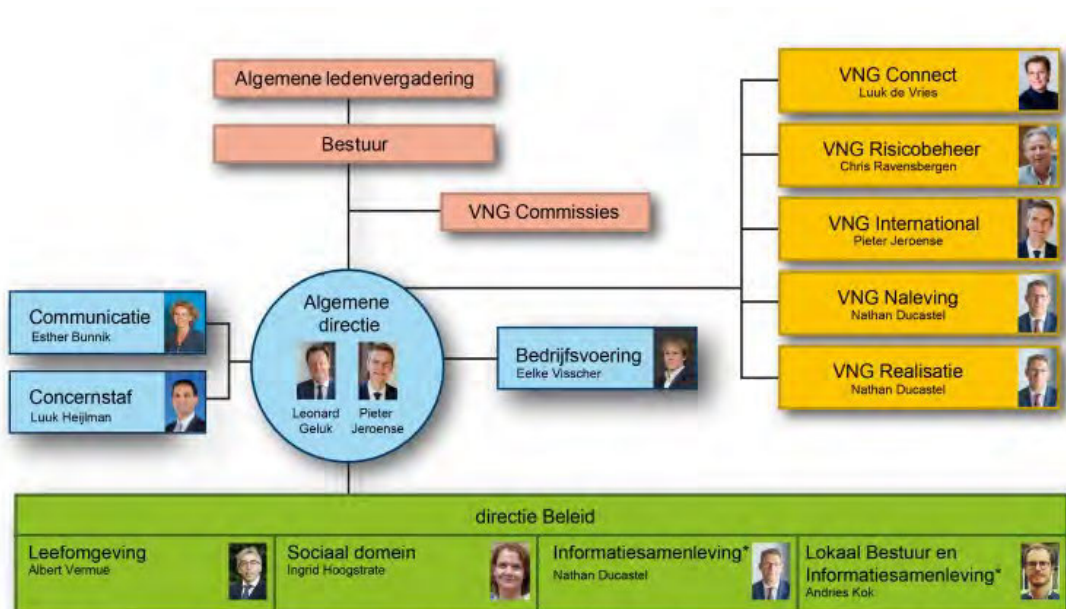 Algemene ledenvergadering
Bestuur
VNG Commissies
Algemene
directie
Leonard
Geluk
Pieter
Jeroense
Communicatie
Esther Bunnik
Concernstaf
Luuk Heijlman
Bedrijfsvoering
Eelke Visscher
VNG Connect
Luuk de Vries
VNG Risicobeheer
Chris Ravensbergen
VNG International
Pieter Jeroense
VNG Naleving
Nathan Ducastel
VNG Realisatie
Nathan Ducastel
directie Beleid
Leefomgeving
Albert Vermuë
Sociaal domein
Ingrid Hoogstrate
Informatiesamenleving*
Nathan Ducastel
Lokaal Bestuur en
Informatiesamenleving*
Andries Kok